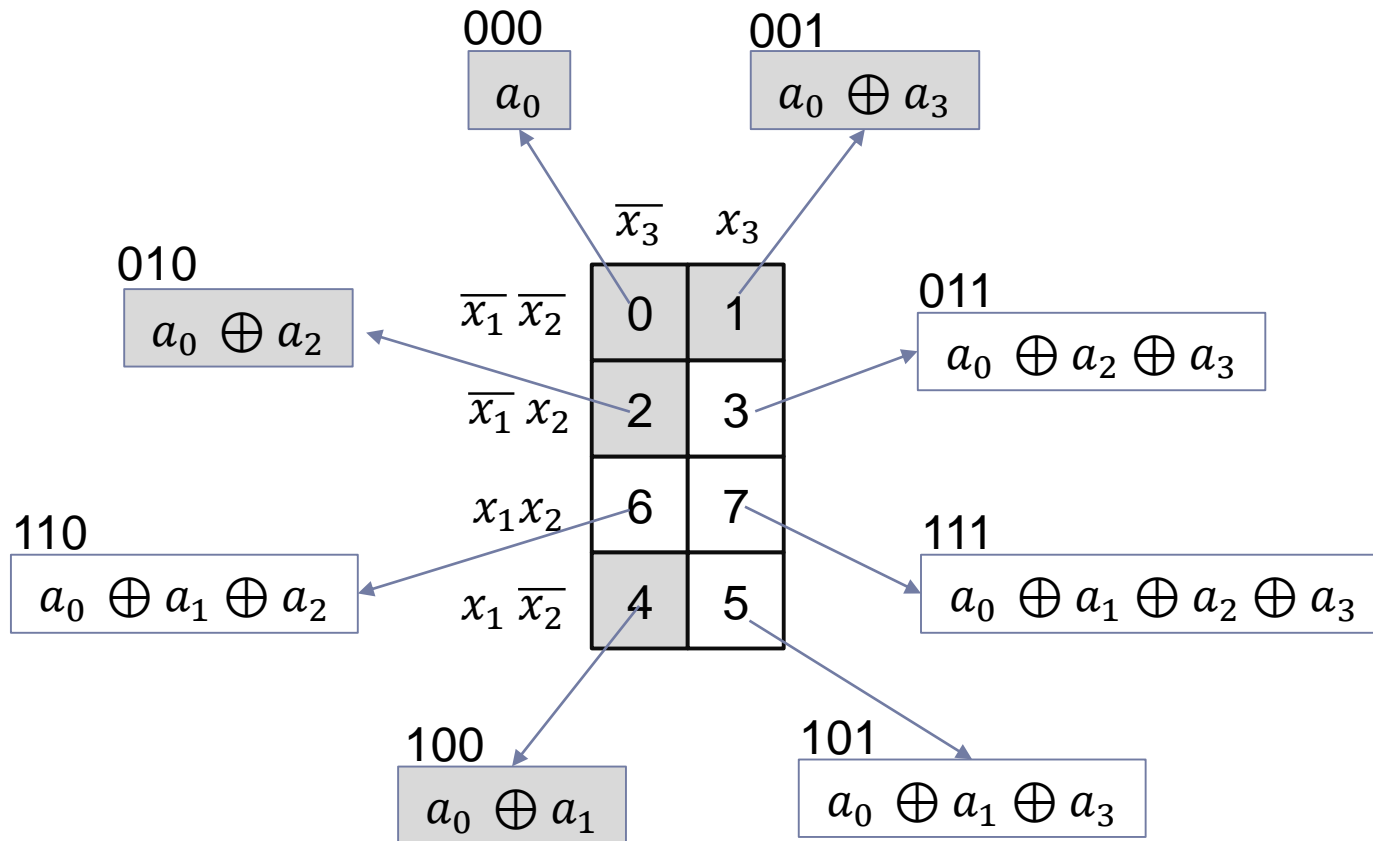 000
001
a₀
a₀ ⊕ a₃
x̅₃ x₃
010
011
a₀ ⊕ a₂
x̅₁ x̅₂ 0 1
a₀ ⊕ a₂ ⊕ a₃
x̅₁ x₂ 2 3
x₁x₂ 6 7
110
111
a₀ ⊕ a₁ ⊕ a₂
a₀ ⊕ a₁ ⊕ a₂ ⊕ a₃
x₁ x̅₂ 4 5
100
101
a₀ ⊕ a₁
a₀ ⊕ a₁ ⊕ a₃